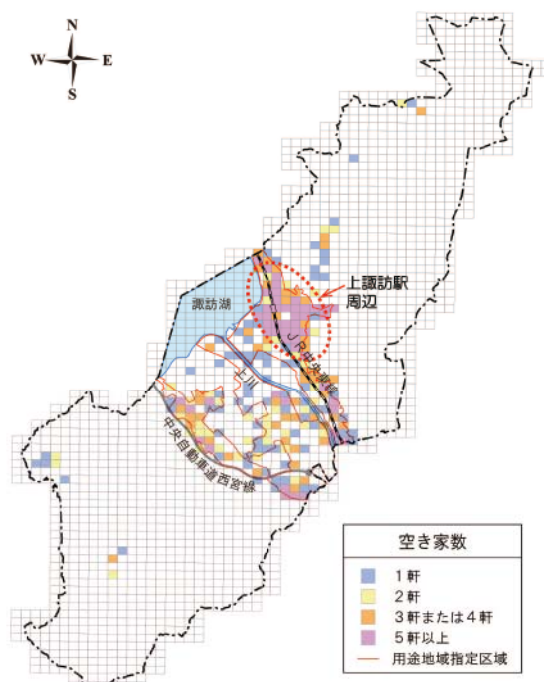 N
W E
S
上諏訪駅
周辺
諏訪湖
JR中央東線
上川
中央自動車道西宮線
空き家数
1軒
2軒
3軒または4軒
5軒以上
用途地域指定区域